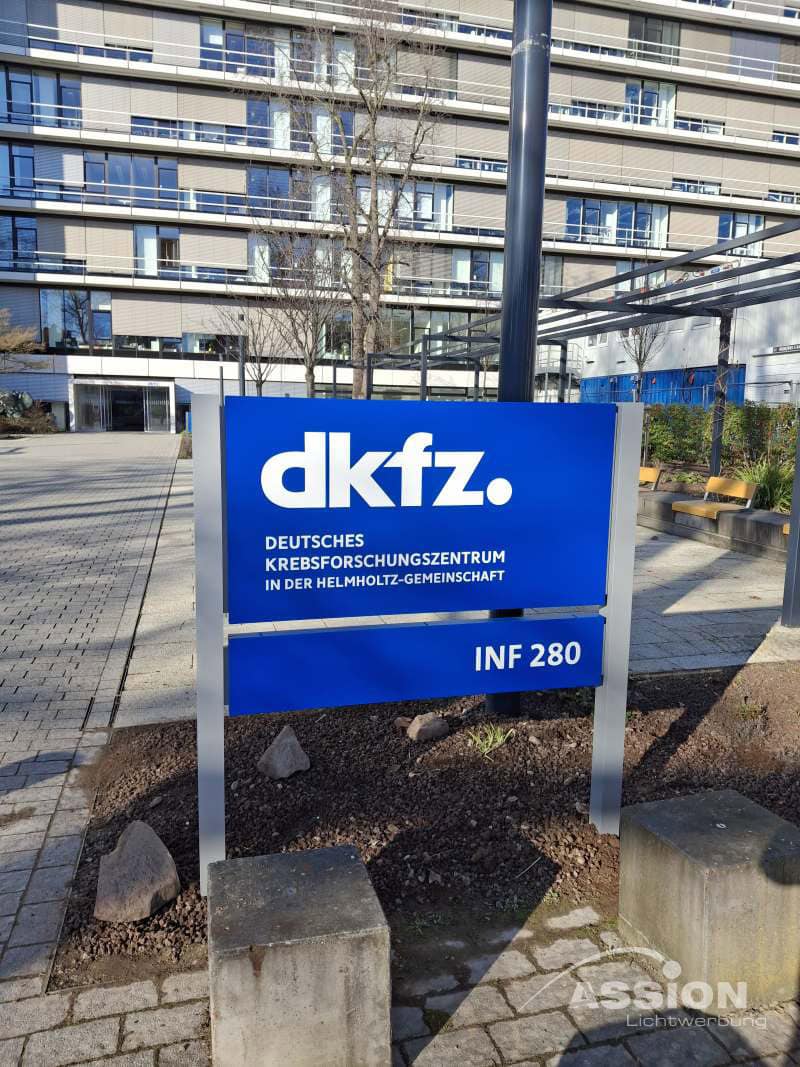 dkfz.
DEUTSCHES
KREBSFORSCHUNGSZENTRUM
IN DER HELMHOLTZ-GEMEINSCHAFT
INF 280
ASSION
Lichtwerbung